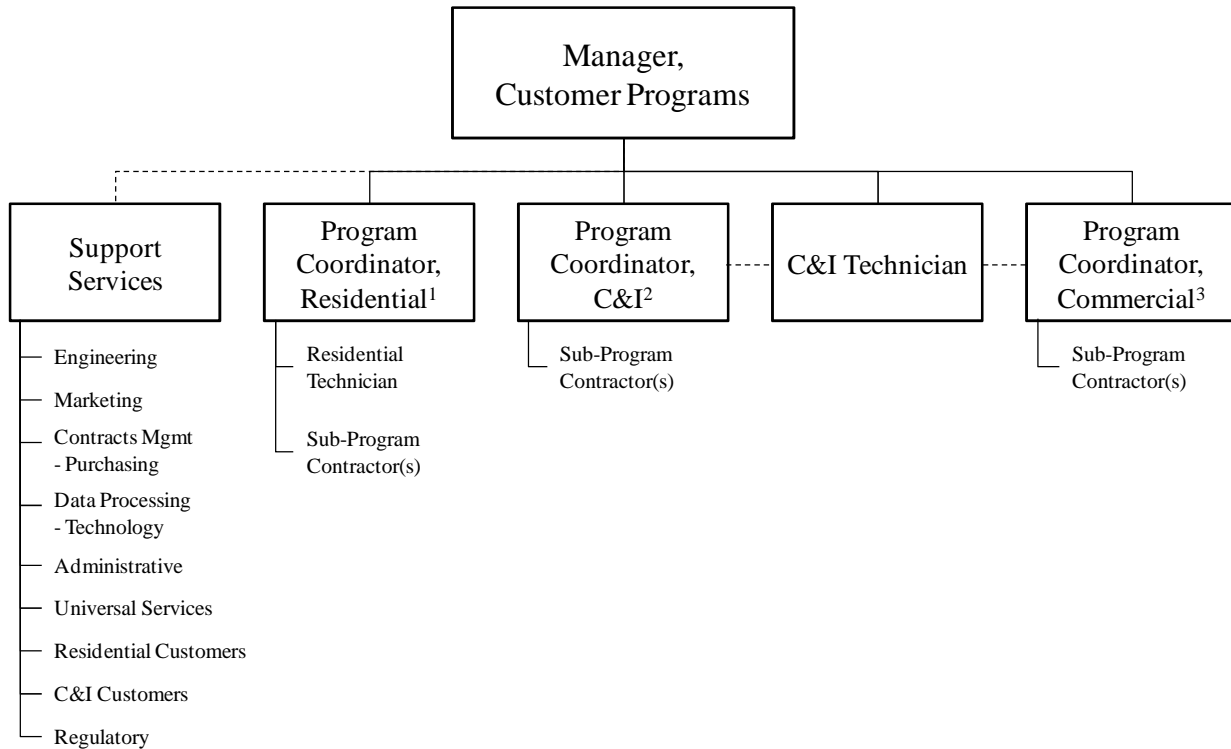 Manager,
Customer Programs
Support
Services
Program
Coordinator,
Residential¹
Program
Coordinator,
C&I²
C&I Technician
Program
Coordinator,
Commercial³
Engineering
Marketing
Contracts Mgmt
- Purchasing
Data Processing
- Technology
Administrative
Universal Services
Residential Customers
C&I Customers
Regulatory
Residential
Technician
Sub-Program
Contractor(s)
Sub-Program
Contractor(s)
Sub-Program
Contractor(s)